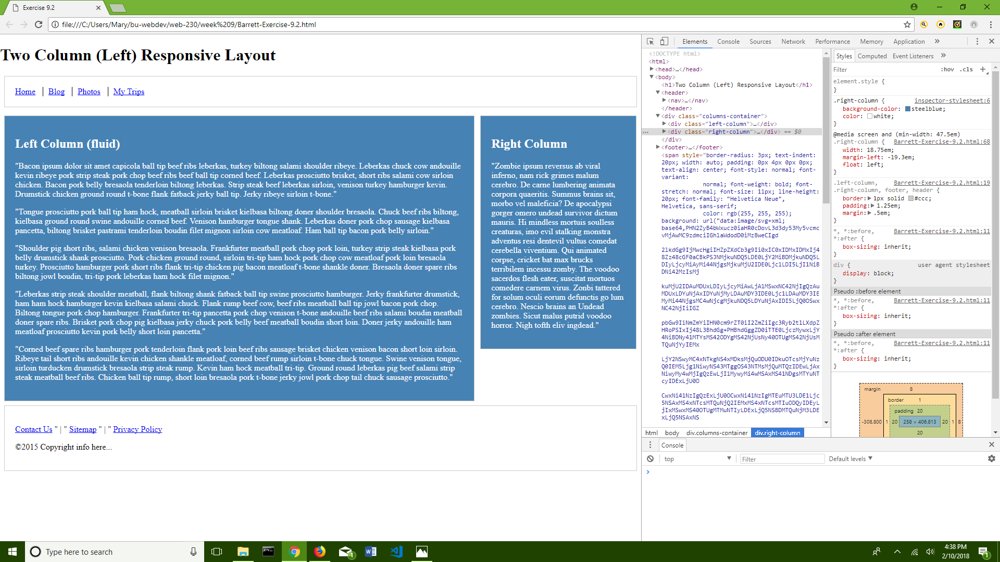 Exercise 9.2
file:///C:/Users/Mary/bu-webdev/web-230/week%209/Barrett-Exercise-9.2.html
Two Column (Left) Responsive Layout
Home
Blog
Photos
My Trips
Left Column (fluid)
"Bacon ipsum dolor sit amet capicola ball tip beef ribs leberkas, turkey biltong salami shoulder ribeye. Leberkas chuck cow andouille
kevin ribeye pork strip steak pork chop beef ribs beef ball tip corned beef. Leberkas prosciutto brisket, short ribs salami cow sirloin
chicken. Bacon pork belly bresaola tenderloin biltong leberkas. Strip steak beef leberkas sirloin, venison turkey hamburger kevin.
Drumstick chicken ground round t-bone flank fatback jerky ball tip. Jerky ribeye sirloin t-bone."
"Tongue prosciutto pork ball tip ham hock, meatball sirloin brisket kielbasa biltong doner shoulder bresaola. Chuck beef ribs biltong,
kielbasa ground round swine andouille corned beef. Venison hamburger tongue shank. Leberkas doner pork chop sausage kielbasa
pancetta, biltong brisket pastrami tenderloin boudin filet mignon sirloin cow meatloaf. Ham ball tip bacon pork belly sirloin."
"Shoulder pig short ribs, salami chicken venison bresaola. Frankfurter meatball pork chop pork loin, turkey strip steak kielbasa pork
belly drumstick shank prosciutto. Pork chicken ground round, sirloin tri-tip ham hock pork chop cow meatloaf pork loin bresaola
turkey. Prosciutto hamburger pork short ribs flank tri-tip chicken pig bacon meatloaf t-bone shankle doner. Bresaola doner spare ribs
biltong jowl boudin, tri-tip pork leberkas ham hock filet mignon."
"Leberkas strip steak shoulder meatball, flank biltong shank fatback ball tip swine prosciutto hamburger. Jerky frankfurter drumstick,
ham ham hock hamburger kevin kielbasa salami chuck. Flank rump beef cow, beef ribs meatball ball tip jowl bacon pork chop.
Biltong tongue pork chop hamburger. Frankfurter tri-tip pancetta pork chop venison t-bone andouille beef ribs salami boudin meatball
doner spare ribs. Brisket pork chop pig kielbasa jerky chuck pork belly beef meatball boudin short loin. Doner jerky andouille ham
meatloaf prosciutto kevin pork belly short loin pancetta."
"Corned beef spare ribs hamburger pork tenderloin flank pork loin beef ribs sausage brisket chicken venison bacon short loin sirloin.
Ribeye tail short ribs andouille kevin chicken shankle meatloaf, corned beef rump sirloin t-bone chuck tongue. Swine venison tongue,
sirloin turducken drumstick bresaola strip steak rump. Kevin ham hock meatball tri-tip. Ground round leberkas pig beef salami strip
steak meatball beef ribs. Chicken ball tip rump, short loin bresaola pork t-bone jerky jowl pork chop tail chuck sausage prosciutto."
Right Column
"Zombie ipsum reversus ab viral
inferno, nam rick grimes malum
cerebro. De carne lumbering animata
corpora quaeritis. Summus brains sit,
morbo vel maleficia? De apocalypsi
gorger omero undead survivor dictum
mauris. Hi mindless mortuis soulless
creaturas, imo evil stalking monstra
adventus resi dentevil vultus comedat
cerebella viventium. Qui animated
corpse, cricket bat max brucks
terribilem incessu zomby. The voodoo
sacerdos flesh eater, suscitat mortuos
comedere carnem virus. Zonbi tattered
for solum oculi eorum defunctis go lum
cerebro. Nescio brains an Undead
zombies. Sicut malus putrid voodoo
horror. Nigh tofth eliv ingdead."
Contact Us " | " Sitemap " | " Privacy Policy
©2015 Copyright info here...
Elements Console Sources Network Performance Memory Application »
<!DOCTYPE html>
<html>
<head>…</head>
<body>
<h1>Two Column (Left) Responsive Layout</h1>
<header>
<nav>…</nav>
</header>
<div class="columns-container">
<div class="left-column">…</div>
<div class="right-column">…</div> == $0
</div>
<footer>…</footer>
<span style="border-radius: 3px; text-indent:
20px; width: auto; padding: 0px 4px 0px 0px;
text-align: center; font-style: normal; font-
variant:
normal; font-weight: bold; font-
stretch: normal; font-size: 11px; line-height:
20px; font-family: "Helvetica Neue",
Helvetica, sans-serif;
color: rgb(255, 255, 255);
background: url("data:image/svg+xml;
html body div.columns-container div.right-column
Styles Computed Event Listeners »
Filter :hov .cls +
element.style {
}
.right-column { inspector-stylesheet:6
background-color: steelblue;
color: white;
}
@media screen and (min-width: 47.5em)
.right-column { Barrett-Exercise-9.2.html:68
width: 18.75em;
margin-left: -19.3em;
float: left;
}
.left-column, Barrett-Exercise-9.2.html:19
.right-column, footer, header {
border: 1px solid #ccc;
padding: 1.25em;
margin: .5em;
}
*, *:before, Barrett-Exercise-9.2.html:11
*:after {
box-sizing: inherit;
}
div { user agent stylesheet
display: block;
}
Pseudo ::before element
*, *:before, Barrett-Exercise-9.2.html:11
*:after {
box-sizing: inherit;
}
Pseudo ::after element
*, *:before, Barrett-Exercise-9.2.html:11
*:after {
box-sizing: inherit;
}
margin 8
border 1
padding 20
-308.800 1 20 258 × 406.813 20 1 8
20
Console
top Filter Default levels
Type here to search
4:38 PM
2/10/2018